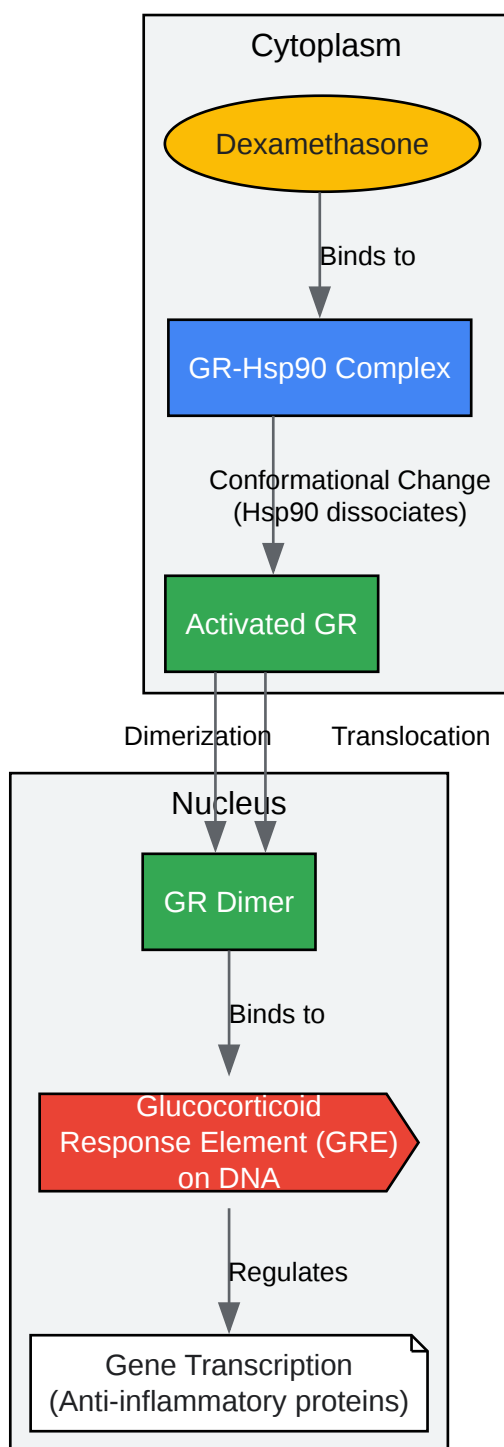 Cytoplasm
Dexamethasone
Binds to
GR-Hsp90 Complex
Conformational Change
(Hsp90 dissociates)
Activated GR
Dimerization
Translocation
Nucleus
GR Dimer
Binds to
Glucocorticoid
Response Element (GRE)
on DNA
Regulates
Gene Transcription
(Anti-inflammatory proteins)